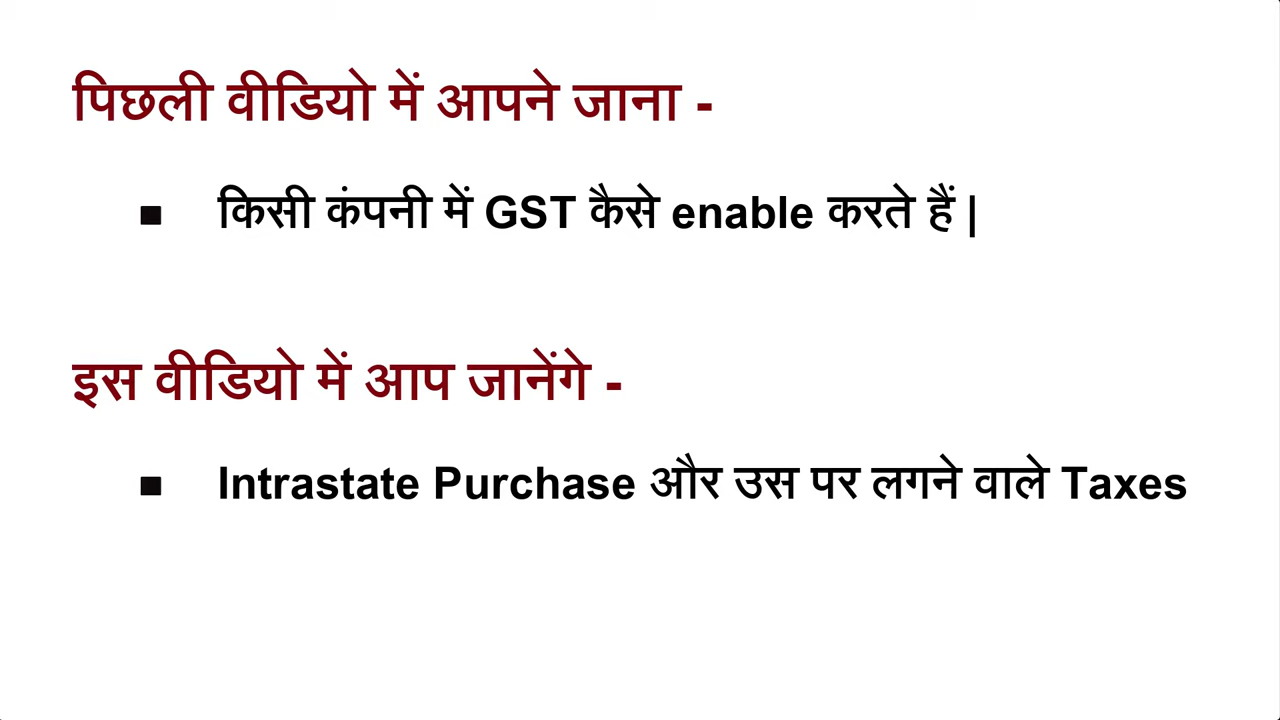 पिछली वीडियो में आपने जाना -
■ किसी कंपनी में GST कैसे enable करते हैं |
इस वीडियो में आप जानेंगे -
■ Intrastate Purchase और उस पर लगने वाले Taxes